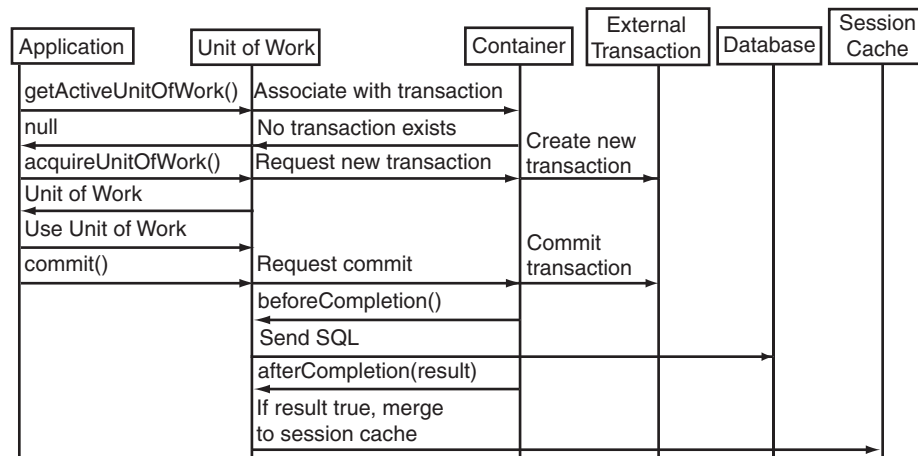 Application
Unit of Work
Container
External
Transaction
Database
Session
Cache
getActiveUnitOfWork()
Associate with transaction
null
No transaction exists
Create new
transaction
acquireUnitOfWork()
Request new transaction
Unit of Work
Use Unit of Work
Commit
transaction
commit()
Request commit
beforeCompletion()
Send SQL
afterCompletion(result)
If result true, merge
to session cache